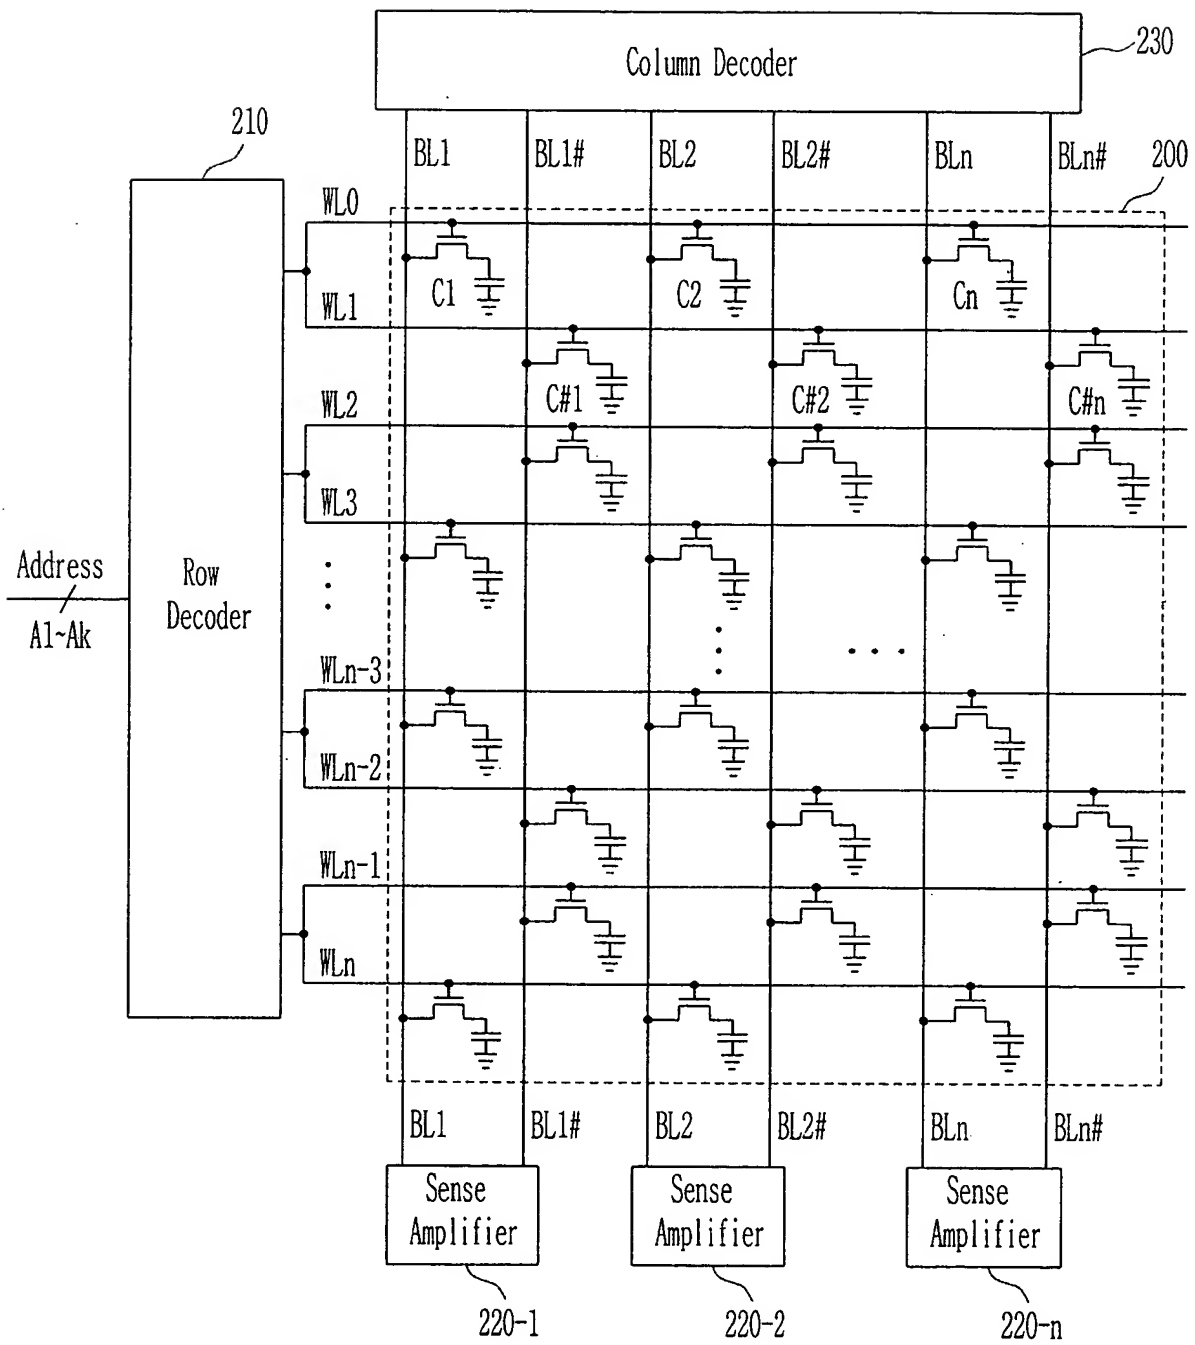 Column Decoder
230
210
BL1
BL1#
BL2
BL2#
BLn
BLn#
200
WL0
C1
C2
Cn
WL1
C#1
C#2
C#n
WL2
WL3
Address
A1~Ak
Row
Decoder
WLn-3
WLn-2
WLn-1
WLn
BL1
BL1#
BL2
BL2#
BLn
BLn#
Sense
Amplifier
Sense
Amplifier
Sense
Amplifier
220-1
220-2
220-n